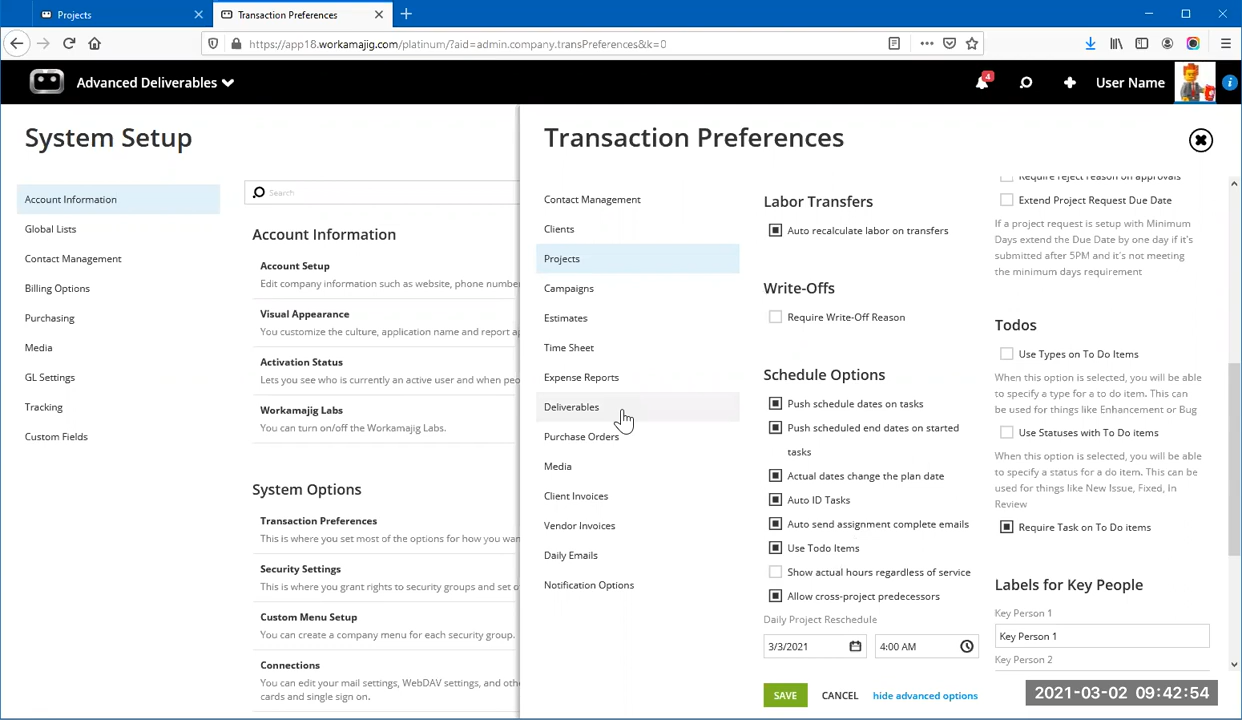 Projects
Transaction Preferences
https://app18.workamajig.com/platinum/?aid=admin.company.transPreferences&k=0
Advanced Deliverables
4
User Name
System Setup
Account Information
Global Lists
Contact Management
Billing Options
Purchasing
Media
GL Settings
Tracking
Custom Fields
Search
Account Information
Account Setup
Edit company information such as website, phone number
Visual Appearance
You customize the culture, application name and report ap
Activation Status
Lets you see who is currently an active user and when peo
Workamajig Labs
You can turn on/off the Workamajig Labs.
System Options
Transaction Preferences
This is where you set most of the options for how you wan
Security Settings
This is where you grant rights to security groups and set o
Custom Menu Setup
You can create a company menu for each security group.
Connections
You can edit your mail settings, WebDAV settings, and othe
cards and single sign on.
Transaction Preferences
Contact Management
Clients
Projects
Campaigns
Estimates
Time Sheet
Expense Reports
Deliverables
Purchase Orders
Media
Client Invoices
Vendor Invoices
Daily Emails
Notification Options
Labor Transfers
Auto recalculate labor on transfers
Write-Offs
Require Write-Off Reason
Schedule Options
Push schedule dates on tasks
Push scheduled end dates on started
tasks
Actual dates change the plan date
Auto ID Tasks
Auto send assignment complete emails
Use Todo Items
Show actual hours regardless of service
Allow cross-project predecessors
Daily Project Reschedule
3/3/2021
4:00 AM
SAVE
CANCEL
hide advanced options
Require reject reason on approvals
Extend Project Request Due Date
If a project request is setup with Minimum
Days extend the Due Date by one day if it's
submitted after 5PM and it's not meeting
the minimum days requirement
Todos
Use Types on To Do Items
When this option is selected, you will be able
to specify a type for a to do item. This can
be used for things like Enhancement or Bug
Use Statuses with To Do items
When this option is selected, you will be able
to specify a status for a do item. This can be
used for things like New Issue, Fixed, In
Review
Require Task on To Do items
Labels for Key People
Key Person 1
Key Person 1
Key Person 2
2021-03-02 09:42:54